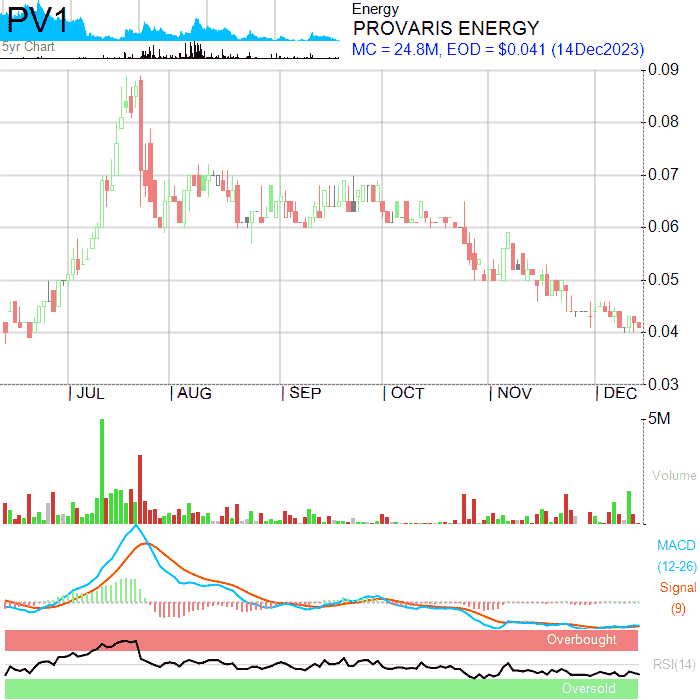 PV1
5yr Chart
Energy
PROVARIS ENERGY
MC = 24.8M, EOD = $0.041 (14Dec2023)
0.09
0.08
0.07
0.06
0.05
0.04
0.03
JUL AUG SEP OCT NOV DEC
5M
Volume
MACD
(12-26)
Signal
(9)
Overbought
RSI(14)
Oversold